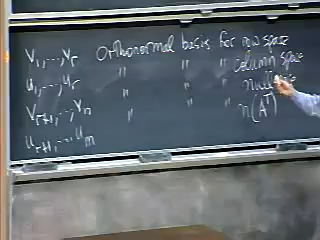 v1,...,vr Orthonormal basis for row space
u1,...,ur " " " column space
vr+1,...,vn " " " nullspace
ur+1,...,um " " " N(Aᵀ)